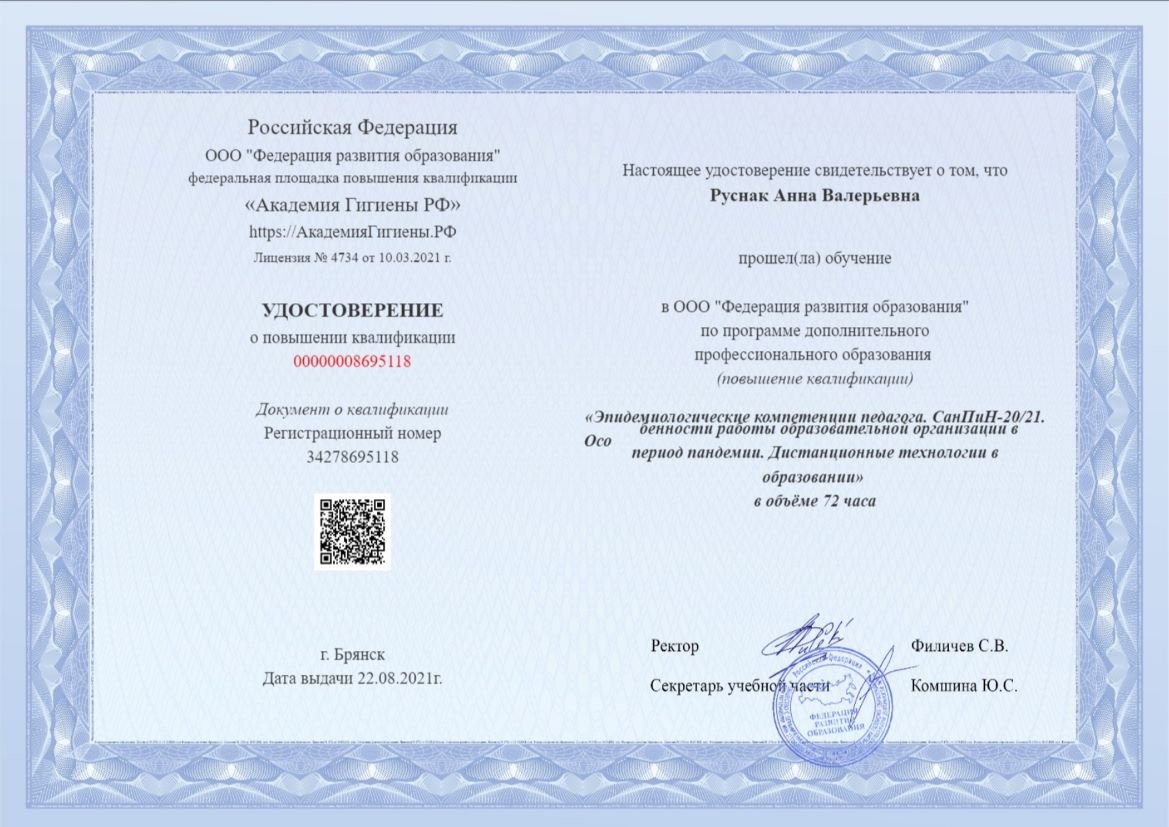 Российская Федерация
ООО "Федерация развития образования"
федеральная площадка повышения квалификации
«Академия Гигиены РФ»
https://АкадемияГигиены.РФ
Лицензия № 4734 от 10.03.2021 г.
УДОСТОВЕРЕНИЕ
о повышении квалификации
00000008695118
Документ о квалификации
Регистрационный номер
34278695118
г. Брянск
Дата выдачи 22.08.2021г.
Настоящее удостоверение свидетельствует о том, что
Руснак Анна Валерьевна
прошел(ла) обучение
в ООО "Федерация развития образования"
по программе дополнительного
профессионального образования
(повышение квалификации)
«Эпидемиологические компетенции педагога. СанПиН-20/21.
Осо
бенности работы образовательной организации в
период пандемии. Дистанционные технологии в
образовании»
в объёме 72 часа
Ректор
Филичев С.В.
Секретарь учебной части
Комшина Ю.С.
Российская Федерация
ФЕДЕРАЦИЯ
РАЗВИТИЯ
ОБРАЗОВАНИЯ